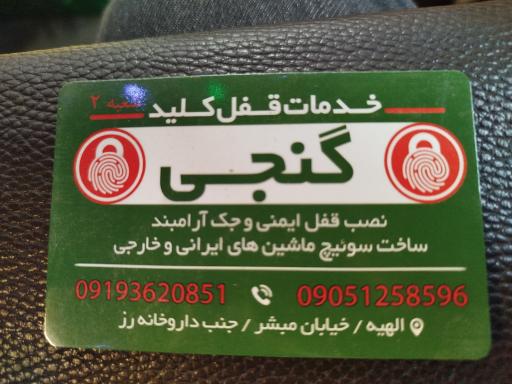 خدمات قفل کلید شعبه ۲
گنجی
نصب قفل ایمنی و جک آرامبند
ساخت سوئیچ ماشین های ایرانی و خارجی
09051258596 09193620851
الهیه / خیابان مبشر / جنب داروخانه رز